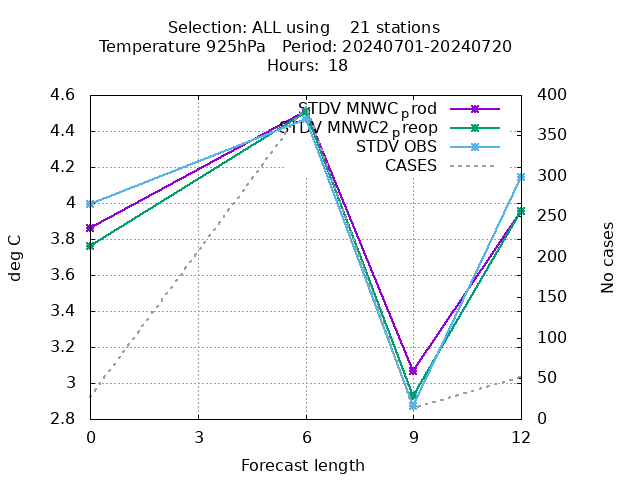 Selection: ALL using    21 stations
Temperature 925hPa   Period: 20240701-20240720
Hours:  18
4.6
4.4
4.2
4
3.8
3.6
3.4
3.2
3
2.8
deg C
STDV MNWC_prod
STDV MNWC2_preop
STDV OBS
CASES
400
350
300
250
200
150
100
50
0
No cases
0 3 6 9 12
Forecast length